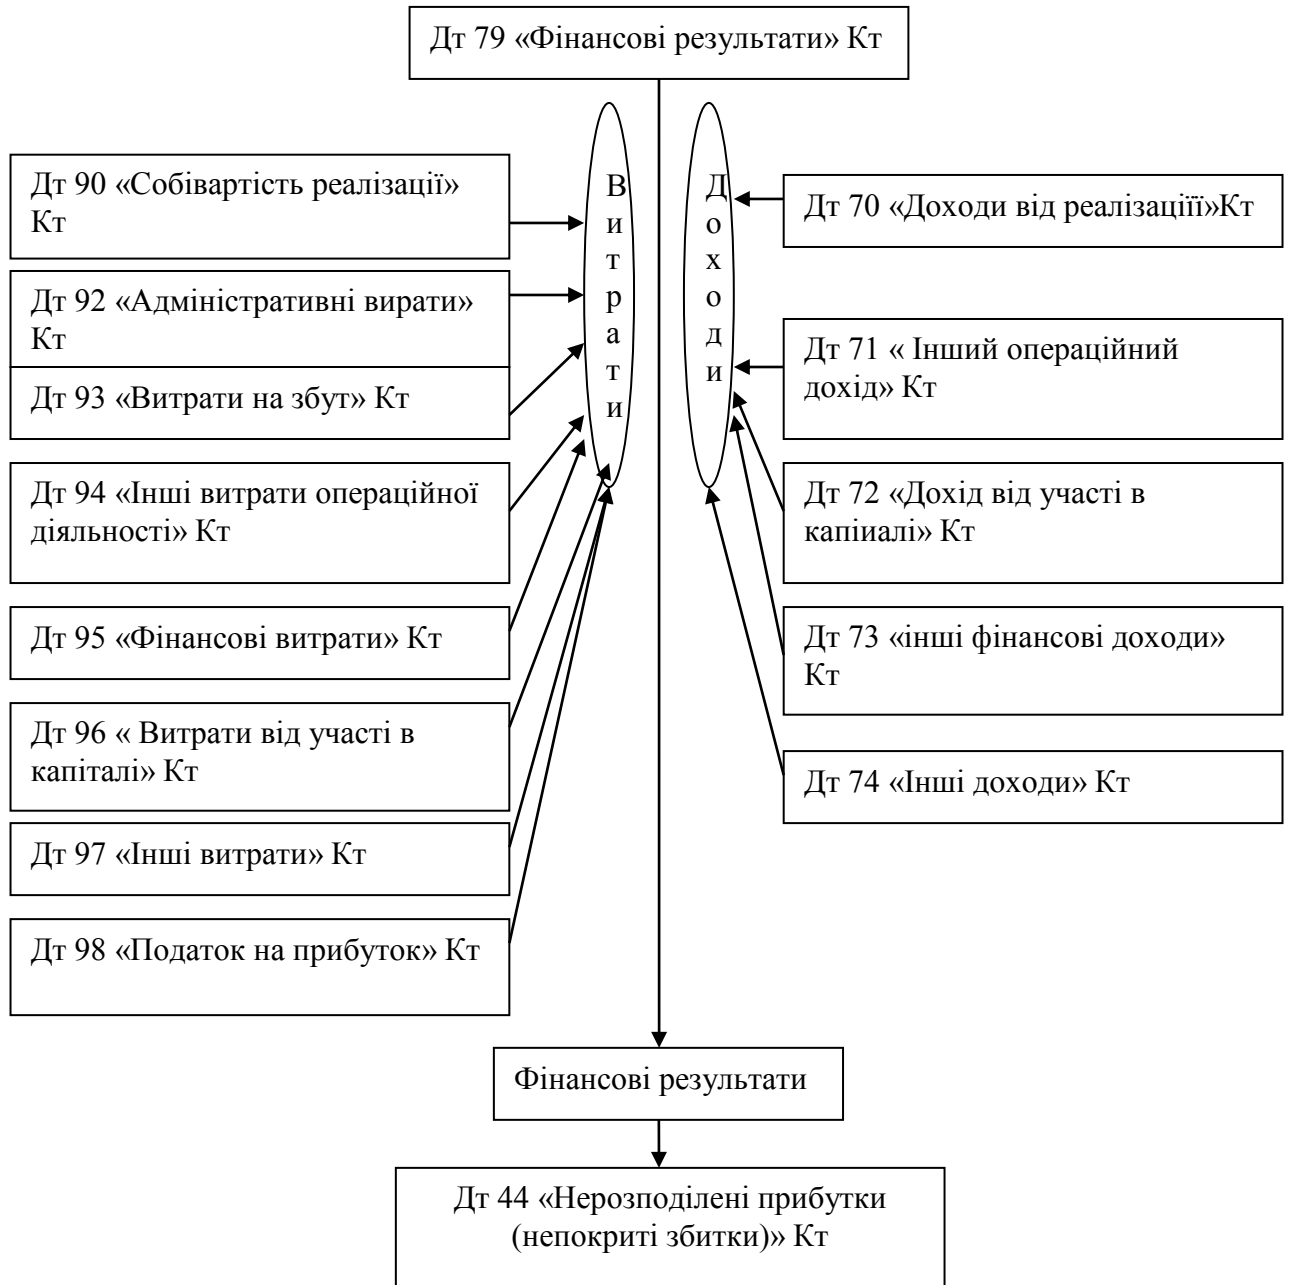 Дт 79 «Фінансові результати» Кт
Витрати
Доходи
Дт 90 «Собівартість реалізації»
Кт
Дт 92 «Адміністративні вирати»
Кт
Дт 93 «Витрати на збут» Кт
Дт 94 «Інші витрати операційної
діяльності» Кт
Дт 95 «Фінансові витрати» Кт
Дт 96 « Витрати від участі в
капіталі» Кт
Дт 97 «Інші витрати» Кт
Дт 98 «Податок на прибуток» Кт
Дт 70 «Доходи від реалізаціїї»Кт
Дт 71 « Інший операційний
дохід» Кт
Дт 72 «Дохід від участі в
капіиалі» Кт
Дт 73 «інші фінансові доходи»
Кт
Дт 74 «Інші доходи» Кт
Фінансові результати
Дт 44 «Нерозподілені прибутки
(непокриті збитки)» Кт